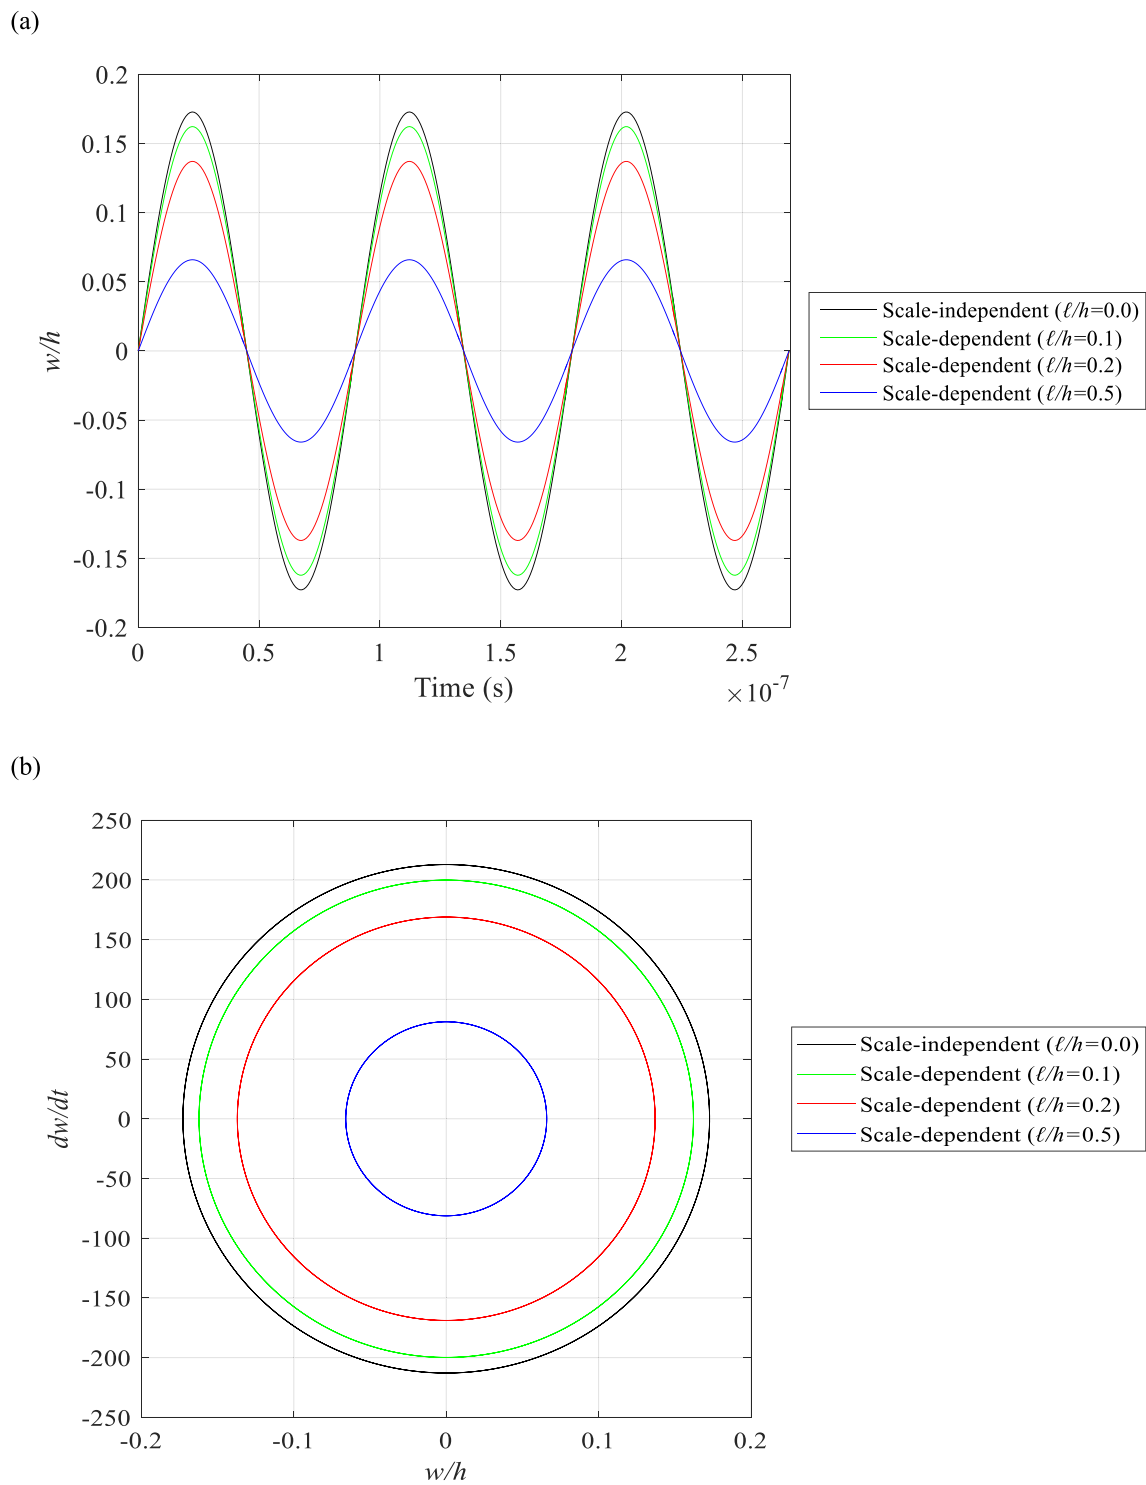 (a)
0.2
0.15
0.1
0.05
0
-0.05
-0.1
-0.15
-0.2
w/h
0 0.5 1 1.5 2 2.5
Time (s)
×10-7
Scale-independent (ℓ/h=0.0)
Scale-dependent (ℓ/h=0.1)
Scale-dependent (ℓ/h=0.2)
Scale-dependent (ℓ/h=0.5)
(b)
250
200
150
100
50
0
-50
-100
-150
-200
-250
dw/dt
-0.2 -0.1 0 0.1 0.2
w/h
Scale-independent (ℓ/h=0.0)
Scale-dependent (ℓ/h=0.1)
Scale-dependent (ℓ/h=0.2)
Scale-dependent (ℓ/h=0.5)